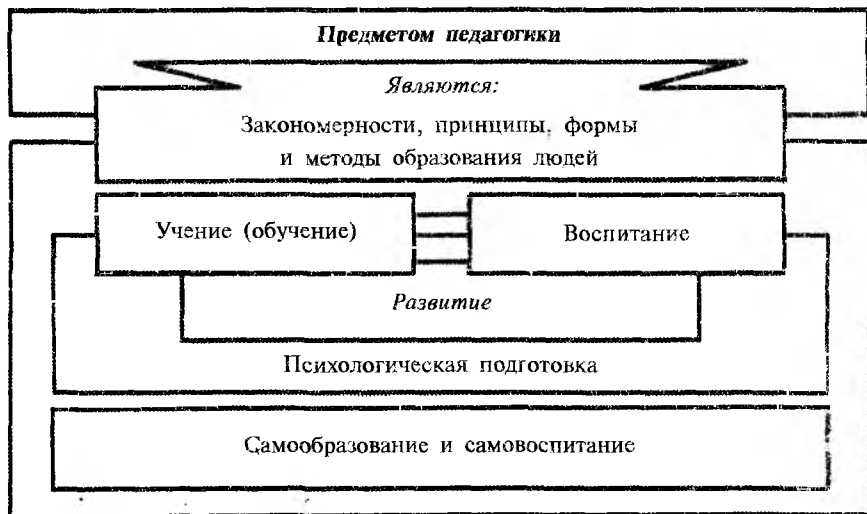 Предметом педагогики
Являются:
Закономерности, принципы, формы
и методы образования людей
Учение (обучение)
Воспитание
Развитие
Психологическая подготовка
Самообразование и самовоспитание